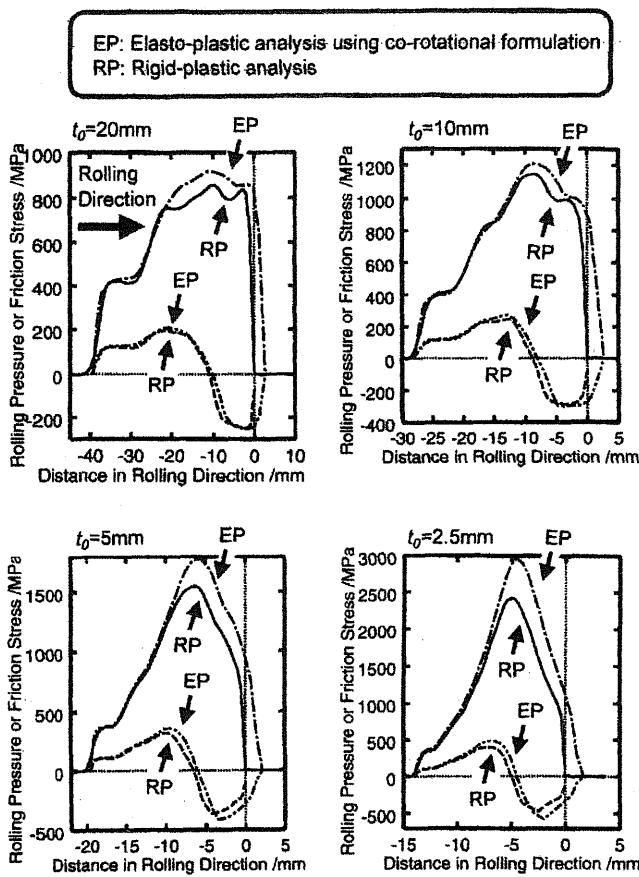 EP: Elasto-plastic analysis using co-rotational formulation
RP: Rigid-plastic analysis
t0=20mm
EP
Rolling Pressure or Friction Stress /MPa
1000
800
600
400
200
0
-200
Rolling
Direction
RP
EP
RP
-40 -30 -20 -10 0 10
Distance in Rolling Direction /mm
t0=10mm
EP
Rolling Pressure or Friction Stress /MPa
1200
1000
800
600
400
200
0
-200
-400
RP
EP
RP
-30 -25 -20 -15 -10 -5 0 5
Distance in Rolling Direction /mm
t0=5mm
EP
Rolling Pressure or Friction Stress /MPa
1500
1000
500
0
-500
RP
EP
RP
-20 -15 -10 -5 0 5
Distance in Rolling Direction /mm
t0=2.5mm
EP
Rolling Pressure or Friction Stress /MPa
3000
2500
2000
1500
1000
500
0
-500
RP
EP
RP
-15 -10 -5 0 5
Distance in Rolling Direction /mm